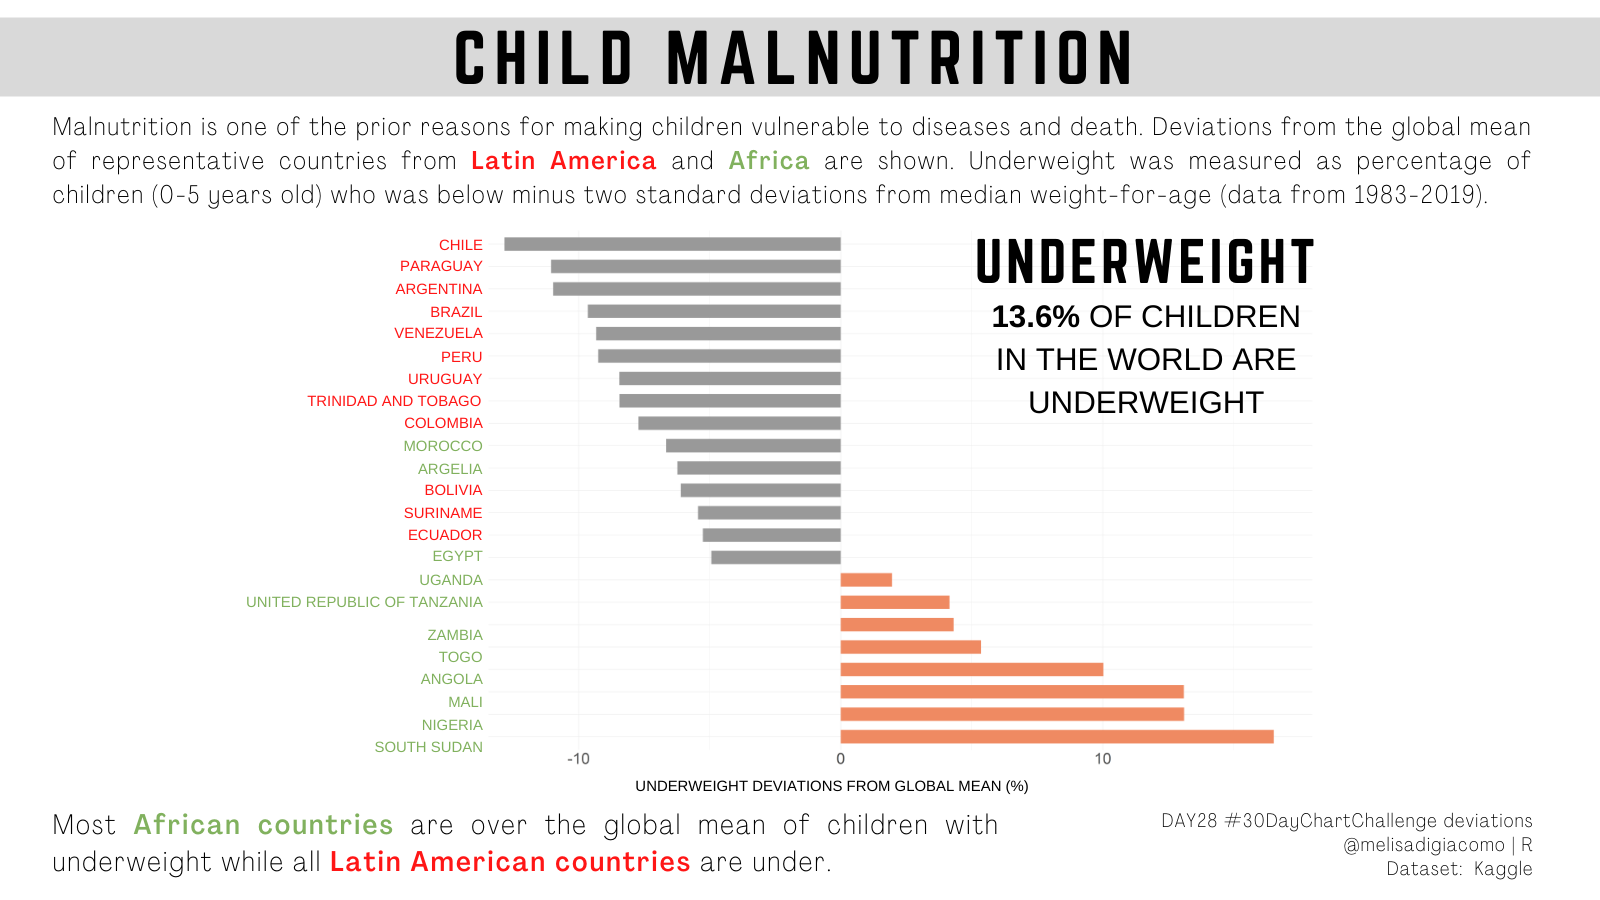 CHILD MALNUTRITION
Malnutrition is one of the prior reasons for making children vulnerable to diseases and death. Deviations from the global mean
of representative countries from Latin America and Africa are shown. Underweight was measured as percentage of
children (0-5 years old) who was below minus two standard deviations from median weight-for-age (data from 1983-2019).
UNDERWEIGHT
13.6% OF CHILDREN
IN THE WORLD ARE
UNDERWEIGHT
CHILE
PARAGUAY
ARGENTINA
BRAZIL
VENEZUELA
PERU
URUGUAY
TRINIDAD AND TOBAGO
COLOMBIA
MOROCCO
ARGELIA
BOLIVIA
SURINAME
ECUADOR
EGYPT
UGANDA
UNITED REPUBLIC OF TANZANIA
ZAMBIA
TOGO
ANGOLA
MALI
NIGERIA
SOUTH SUDAN
-10 0 10
UNDERWEIGHT DEVIATIONS FROM GLOBAL MEAN (%)
Most African countries are over the global mean of children with
underweight while all Latin American countries are under.
DAY28 #30DayChartChallenge deviations
@melisadigiacomo | R
Dataset: Kaggle